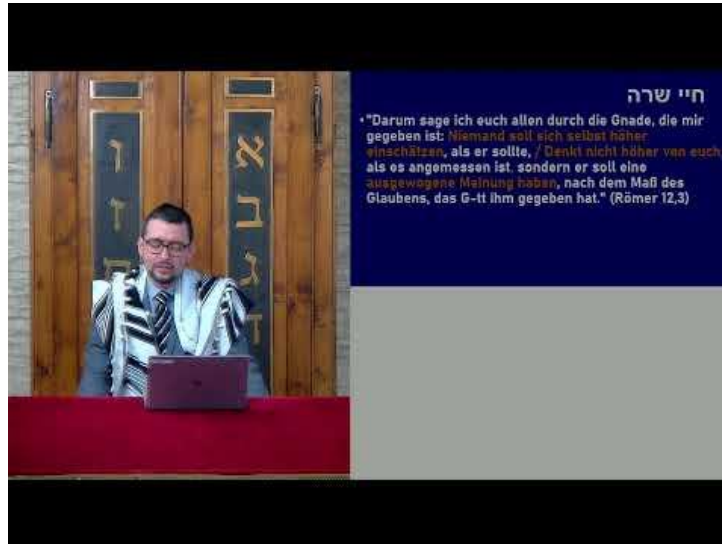 חיי שרה
• "Darum sage ich euch allen durch die Gnade, die mir
gegeben ist: Niemand soll sich selbst höher
einschätzen, als er sollte, / Denkt nicht höher von euch
als es angemessen ist, sondern er soll eine
ausgewogene Meinung haben, nach dem Maß des
Glaubens, das G-tt ihm gegeben hat." (Römer 12,3)
א
ב
ג
ד
ו
ז
ח